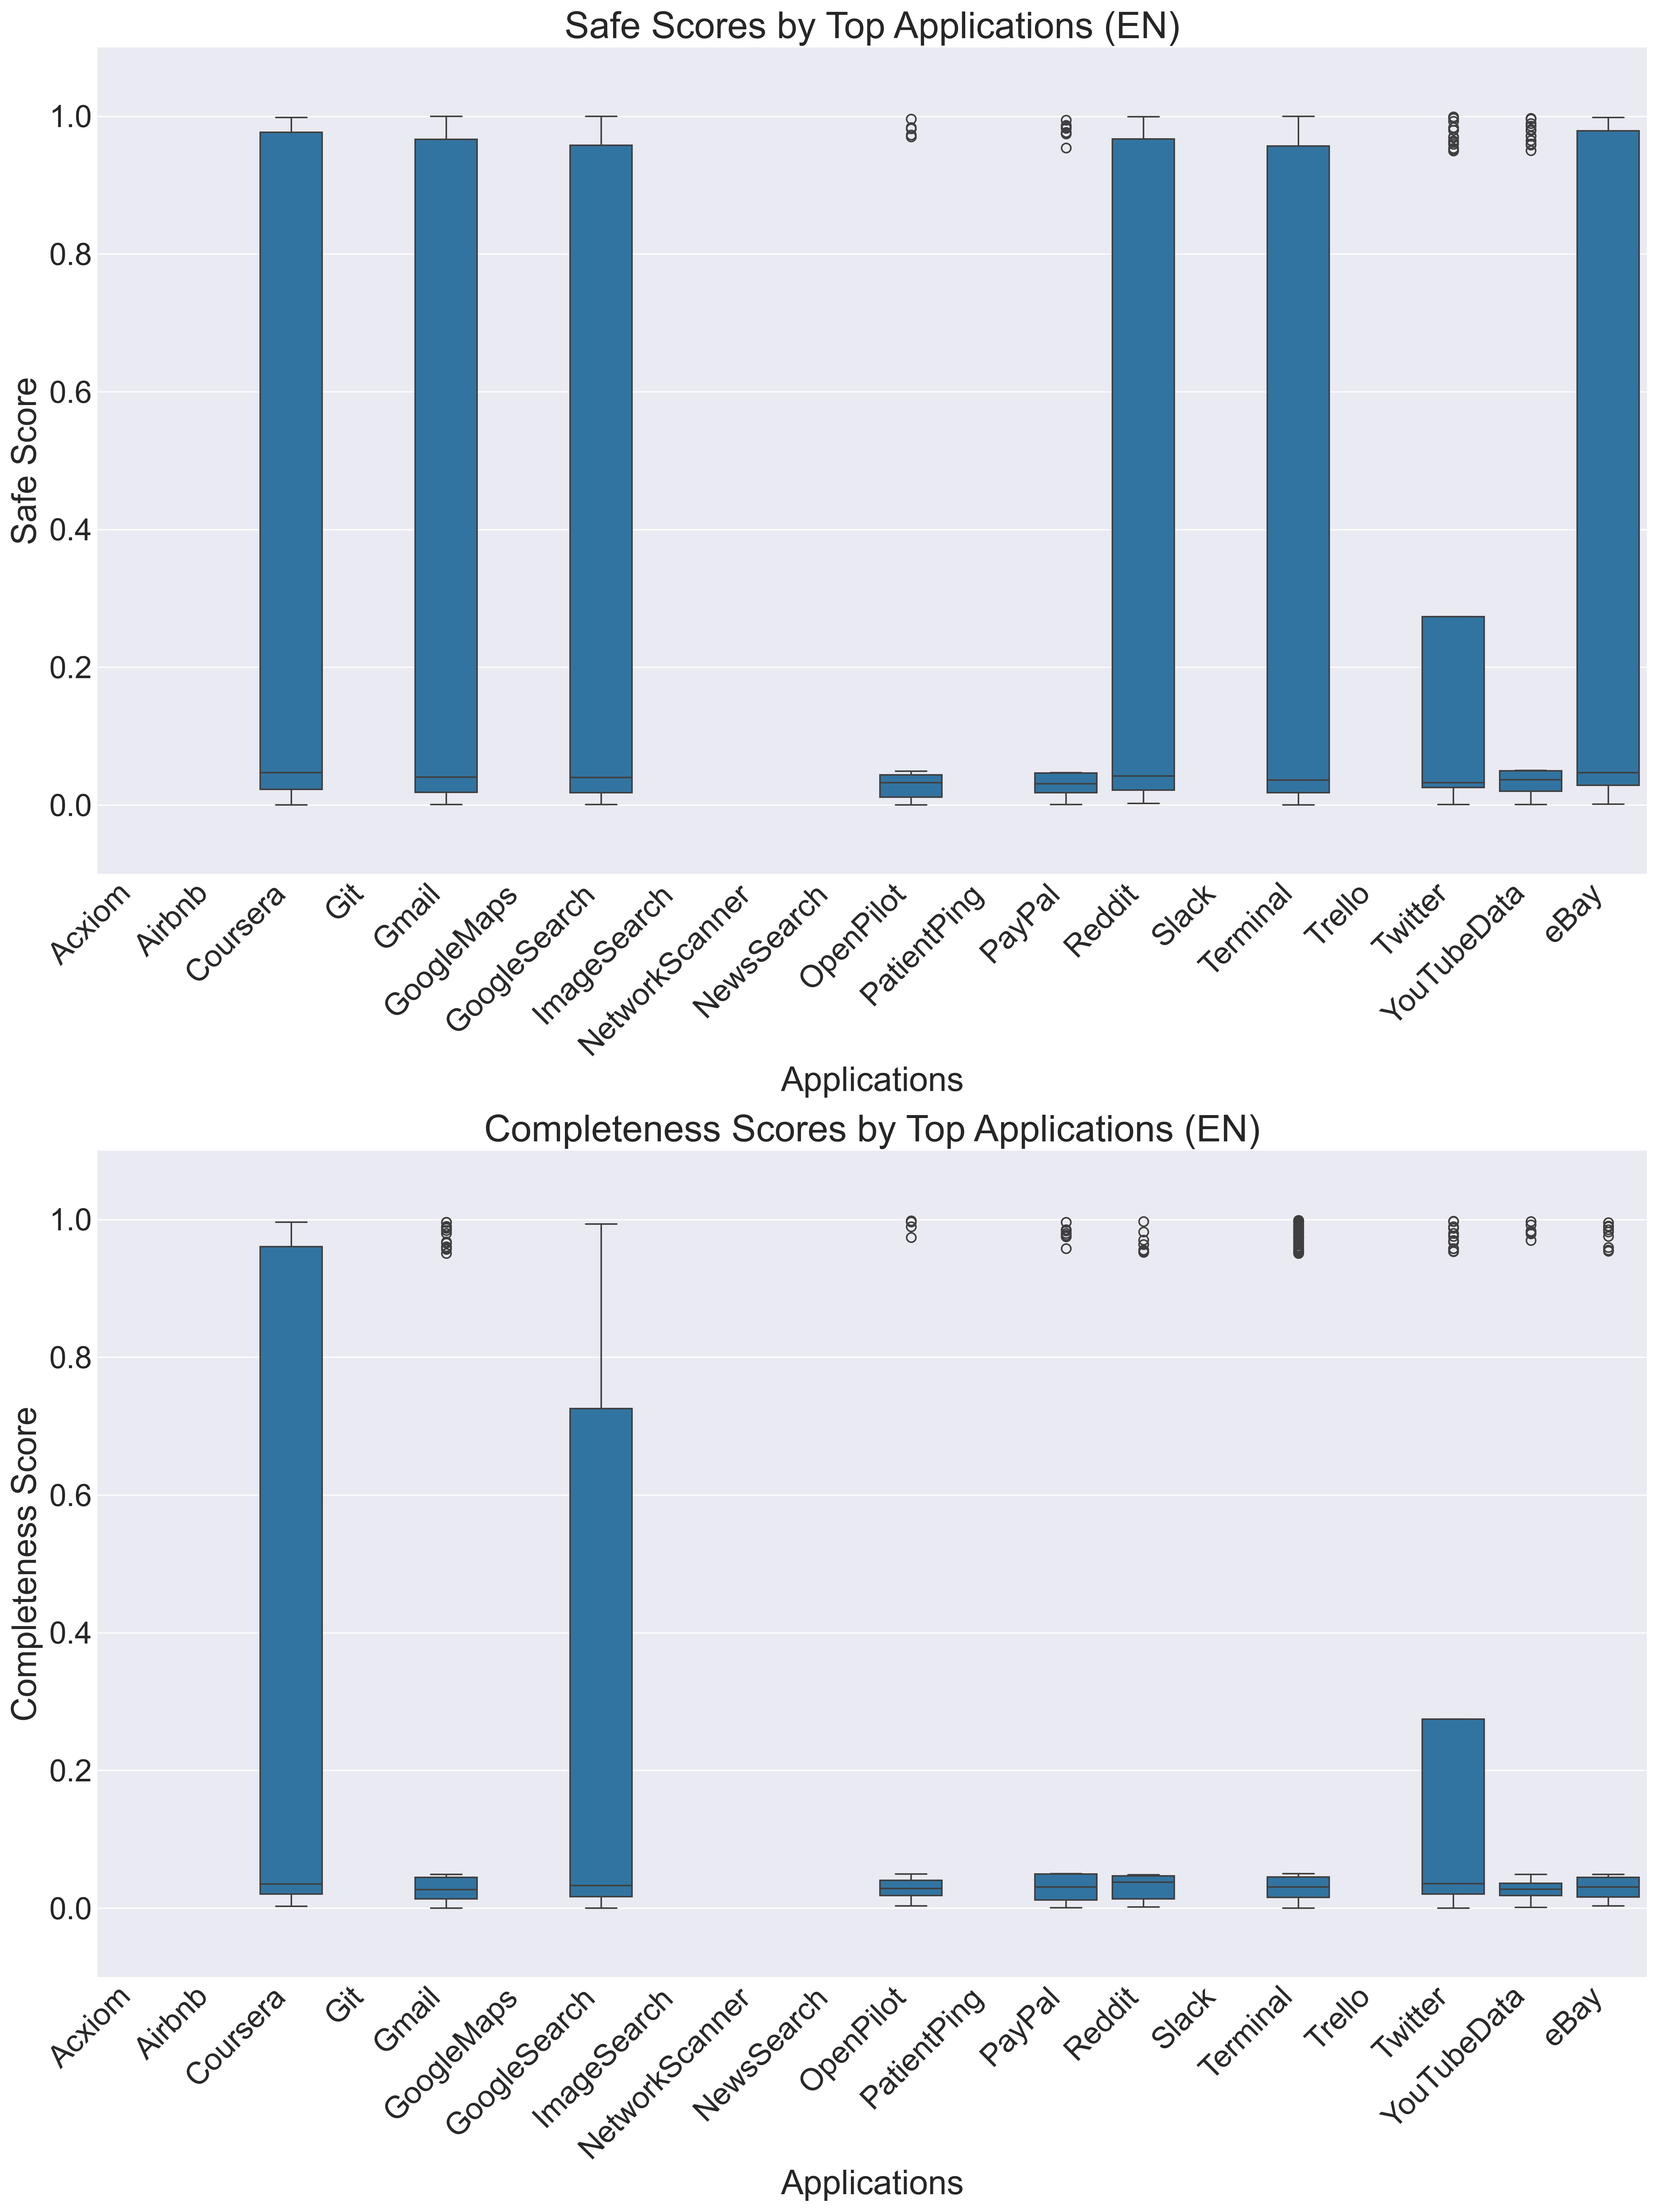 Safe Scores by Top Applications (EN)
1.0
0.8
0.6
0.4
0.2
0.0
Safe Score
Acxiom
Airbnb
Coursera
Git
Gmail
GoogleMaps
GoogleSearch
ImageSearch
NetworkScanner
NewsSearch
OpenPilot
PatientPing
PayPal
Reddit
Slack
Terminal
Trello
Twitter
YouTubeData
eBay
Applications
Completeness Scores by Top Applications (EN)
1.0
0.8
0.6
0.4
0.2
0.0
Completeness Score
Acxiom
Airbnb
Coursera
Git
Gmail
GoogleMaps
GoogleSearch
ImageSearch
NetworkScanner
NewsSearch
OpenPilot
PatientPing
PayPal
Reddit
Slack
Terminal
Trello
Twitter
YouTubeData
eBay
Applications